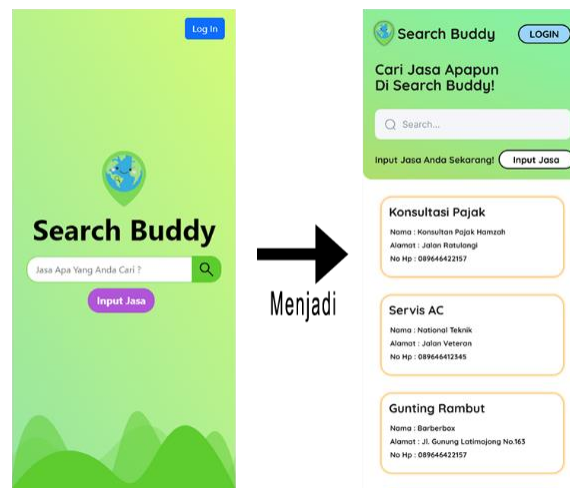 Log In
Search Buddy
Jasa Apa Yang Anda Cari ?
Input Jasa
Menjadi
Search Buddy
LOGIN
Cari Jasa Apapun
Di Search Buddy!
Search...
Input Jasa Anda Sekarang!
Input Jasa
Konsultasi Pajak
Nama : Konsultan Pajak Hamzah
Alamat : Jalan Ratulangi
No Hp : 089646422157
Servis AC
Nama : National Teknik
Alamat : Jalan Veteran
No Hp : 089646412345
Gunting Rambut
Nama : Barberbox
Alamat : Jl. Gunung Latimojong No.163
No Hp : 089646422157